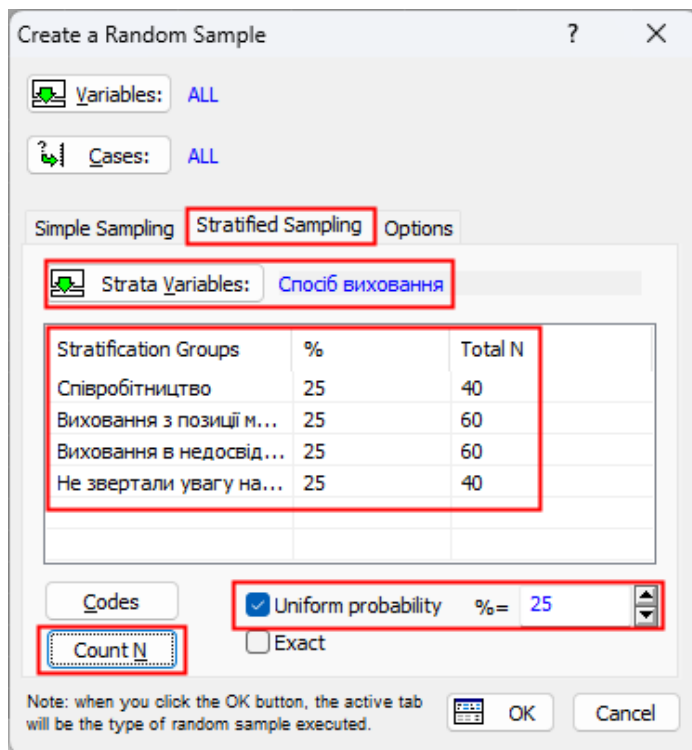 Create a Random Sample ?
Variables: ALL
Cases: ALL
Simple Sampling Stratified Sampling Options
Strata Variables: Спосіб виховання
Stratification Groups % Total N
Співробітництво 25 40
Виховання з позиції м... 25 60
Виховання в недосвід... 25 60
Не звертали увагу на... 25 40
Codes Uniform probability %= 25
Count N Exact
Note: when you click the OK button, the active tab
will be the type of random sample executed.
OK Cancel